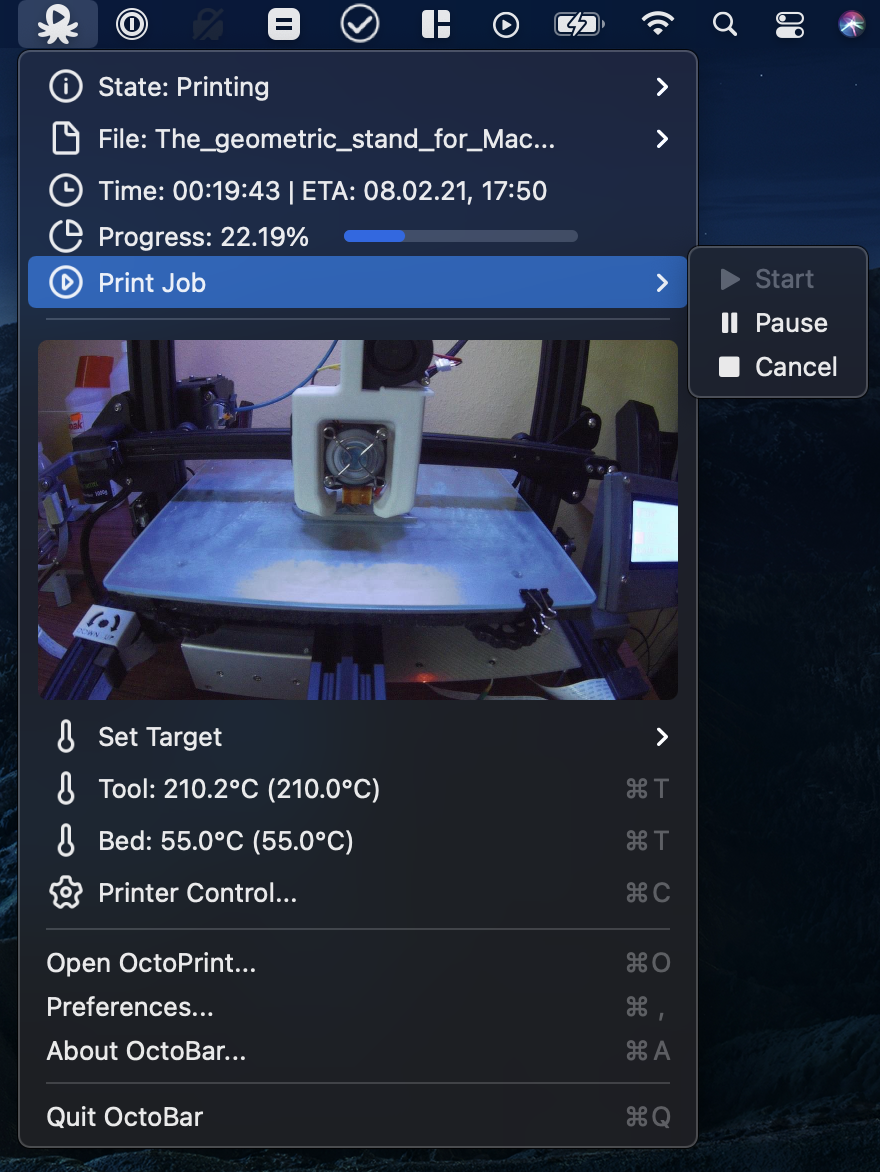 State: Printing
File: The_geometric_stand_for_Mac...
Time: 00:19:43 | ETA: 08.02.21, 17:50
Progress: 22.19%
Print Job
Start
Pause
Cancel
Set Target
Tool: 210.2°C (210.0°C) ⌘T
Bed: 55.0°C (55.0°C) ⌘T
Printer Control... ⌘C
Open OctoPrint... ⌘O
Preferences... ⌘,
About OctoBar... ⌘A
Quit OctoBar ⌘Q